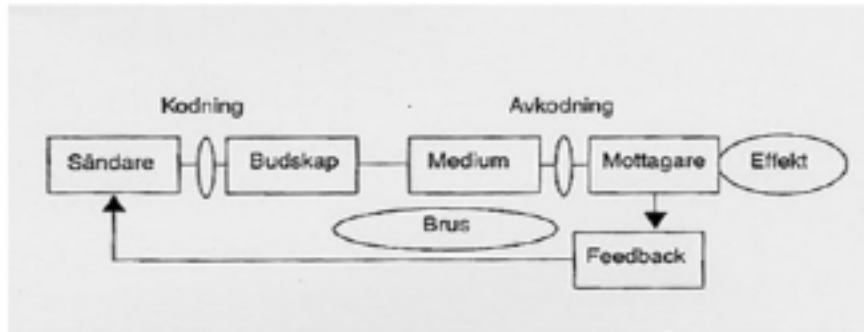 Kodning
Avkodning
Sändare
Budskap
Medium
Mottagare
Effekt
Brus
Feedback